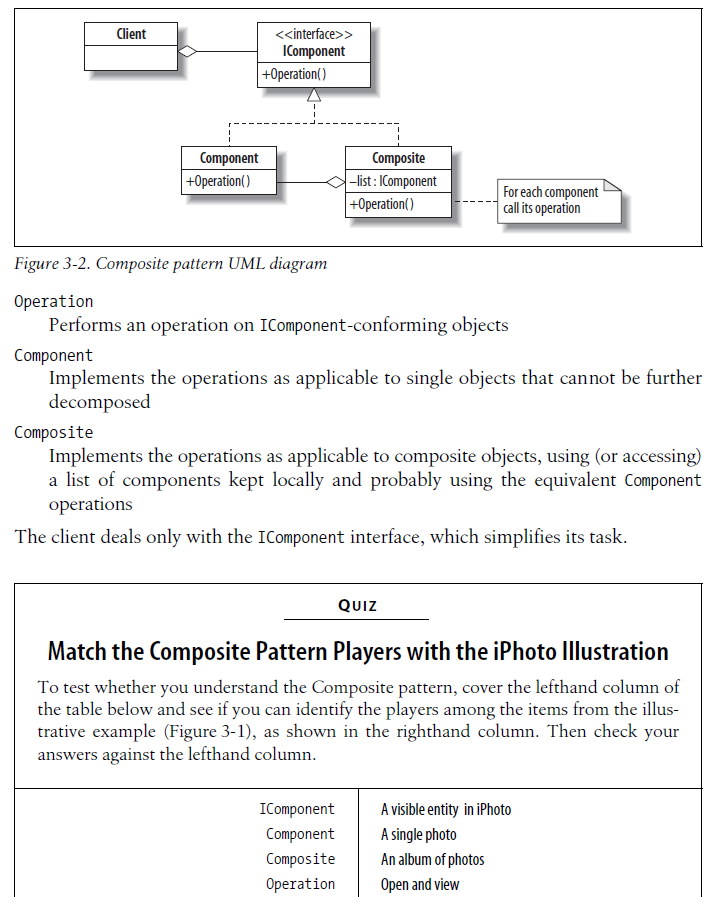 Client
<<interface>>
IComponent
+Operation()
Component
+Operation()
Composite
–list : IComponent
+Operation()
For each component
call its operation
Figure 3-2. Composite pattern UML diagram
Operation
Performs an operation on IComponent-conforming objects
Component
Implements the operations as applicable to single objects that cannot be further
decomposed
Composite
Implements the operations as applicable to composite objects, using (or accessing)
a list of components kept locally and probably using the equivalent Component
operations
The client deals only with the IComponent interface, which simplifies its task.
QUIZ
Match the Composite Pattern Players with the iPhoto Illustration
To test whether you understand the Composite pattern, cover the lefthand column of
the table below and see if you can identify the players among the items from the illus-
trative example (Figure 3-1), as shown in the righthand column. Then check your
answers against the lefthand column.
IComponent A visible entity in iPhoto
Component A single photo
Composite An album of photos
Operation Open and view